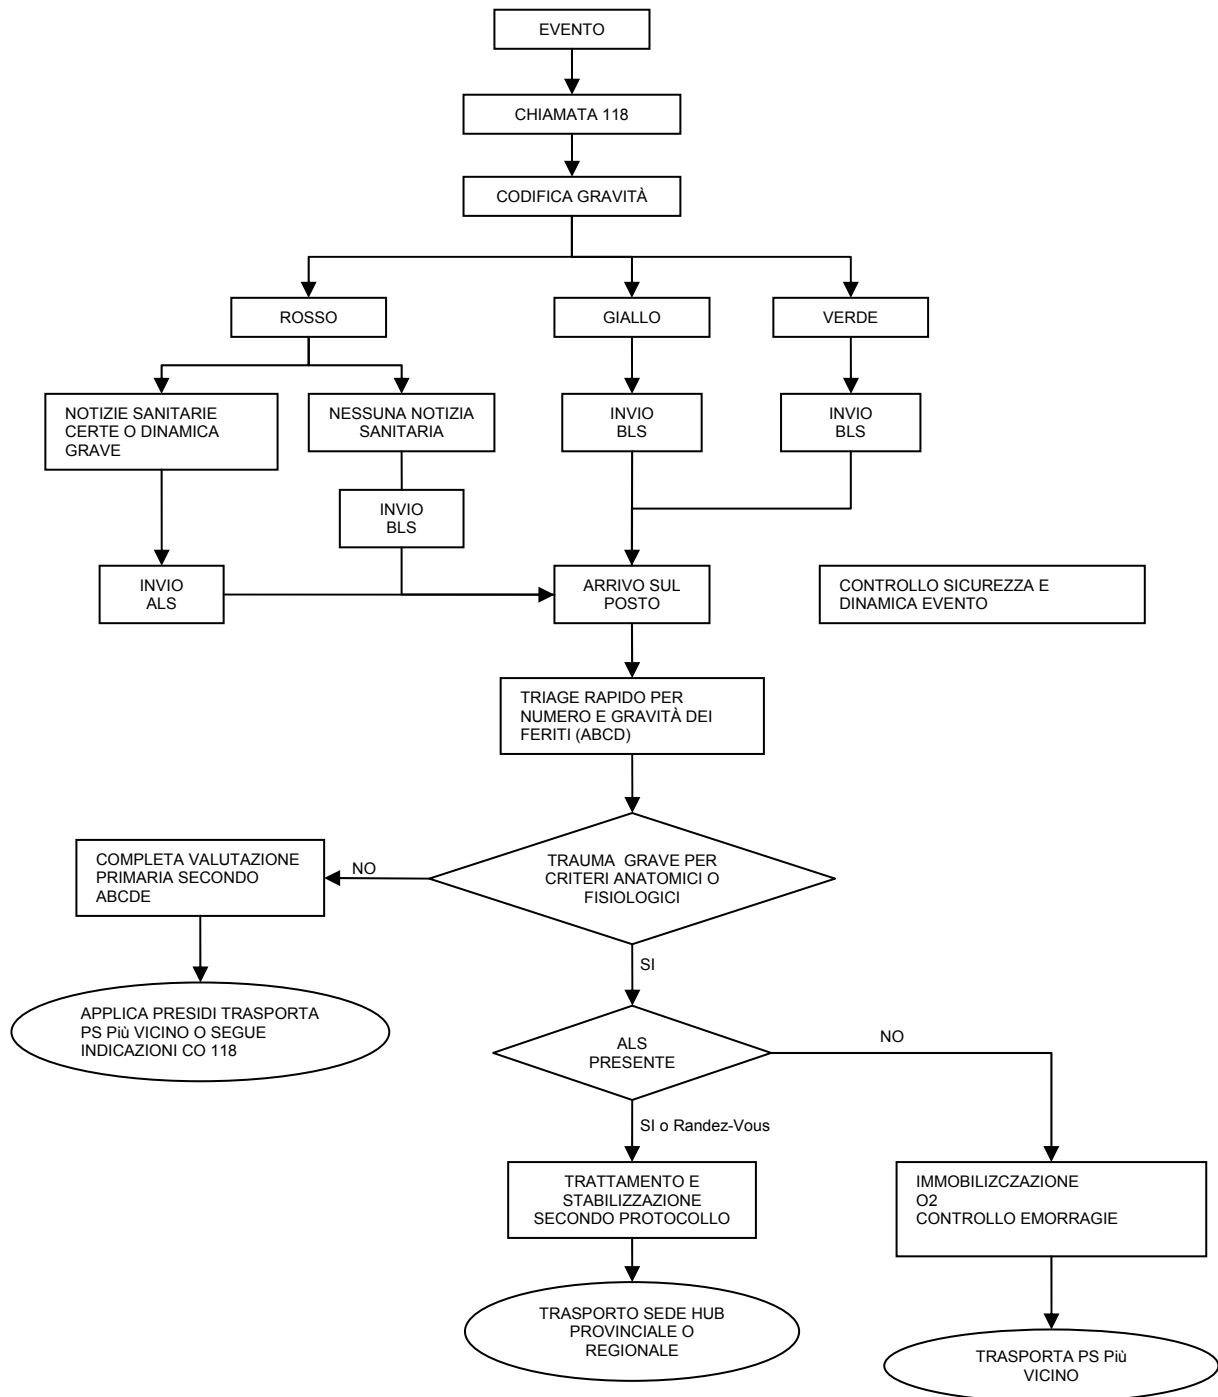 EVENTO
CHIAMATA 118
CODIFICA GRAVITÀ
ROSSO
GIALLO
VERDE
NOTIZIE SANITARIE
CERTE O DINAMICA
GRAVE
NESSUNA NOTIZIA
SANITARIA
INVIO
BLS
INVIO
BLS
INVIO
BLS
INVIO
ALS
ARRIVO SUL
POSTO
CONTROLLO SICUREZZA E
DINAMICA EVENTO
TRIAGE RAPIDO PER
NUMERO E GRAVITÀ DEI
FERITI (ABCD)
TRAUMA GRAVE PER
CRITERI ANATOMICI O
FISIOLOGICI
NO
COMPLETA VALUTAZIONE
PRIMARIA SECONDO
ABCDE
SI
APPLICA PRESIDI TRASPORTA
PS Più VICINO O SEGUE
INDICAZIONI CO 118
ALS
PRESENTE
NO
SI o Randez-Vous
TRATTAMENTO E
STABILIZZAZIONE
SECONDO PROTOCOLLO
IMMOBILIZCZAZIONE
O2
CONTROLLO EMORRAGIE
TRASPORTO SEDE HUB
PROVINCIALE O
REGIONALE
TRASPORTA PS Più
VICINO